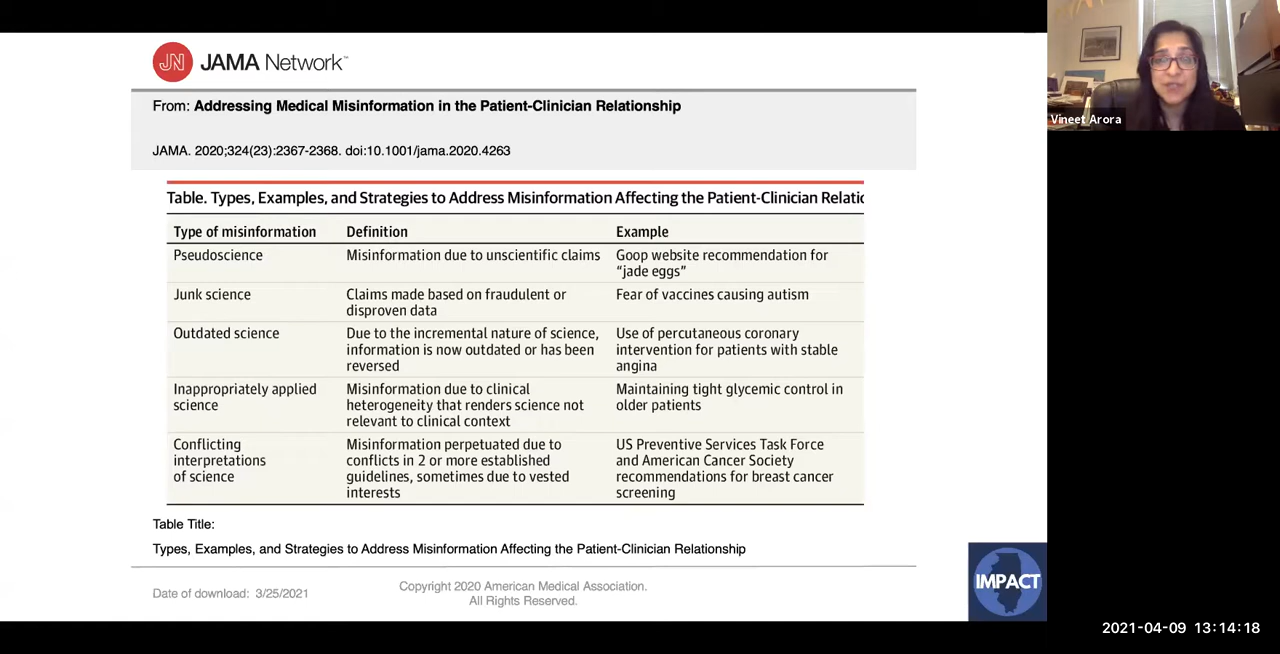 JN JAMA Network™
From: Addressing Medical Misinformation in the Patient-Clinician Relationship
JAMA. 2020;324(23):2367-2368. doi:10.1001/jama.2020.4263
Table. Types, Examples, and Strategies to Address Misinformation Affecting the Patient-Clinician Relatio
Type of misinformation Definition Example
Pseudoscience Misinformation due to unscientific claims Goop website recommendation for
“jade eggs”
Junk science Claims made based on fraudulent or Fear of vaccines causing autism
disproven data
Outdated science Due to the incremental nature of science, Use of percutaneous coronary
information is now outdated or has been intervention for patients with stable
reversed angina
Inappropriately applied Misinformation due to clinical Maintaining tight glycemic control in
science heterogeneity that renders science not older patients
relevant to clinical context
Conflicting Misinformation perpetuated due to US Preventive Services Task Force
interpretations conflicts in 2 or more established and American Cancer Society
of science guidelines, sometimes due to vested recommendations for breast cancer
interests screening
Table Title:
Types, Examples, and Strategies to Address Misinformation Affecting the Patient-Clinician Relationship
Date of download: 3/25/2021
Copyright 2020 American Medical Association.
All Rights Reserved.
IMPACT
Vineet Arora
2021-04-09 13:14:18